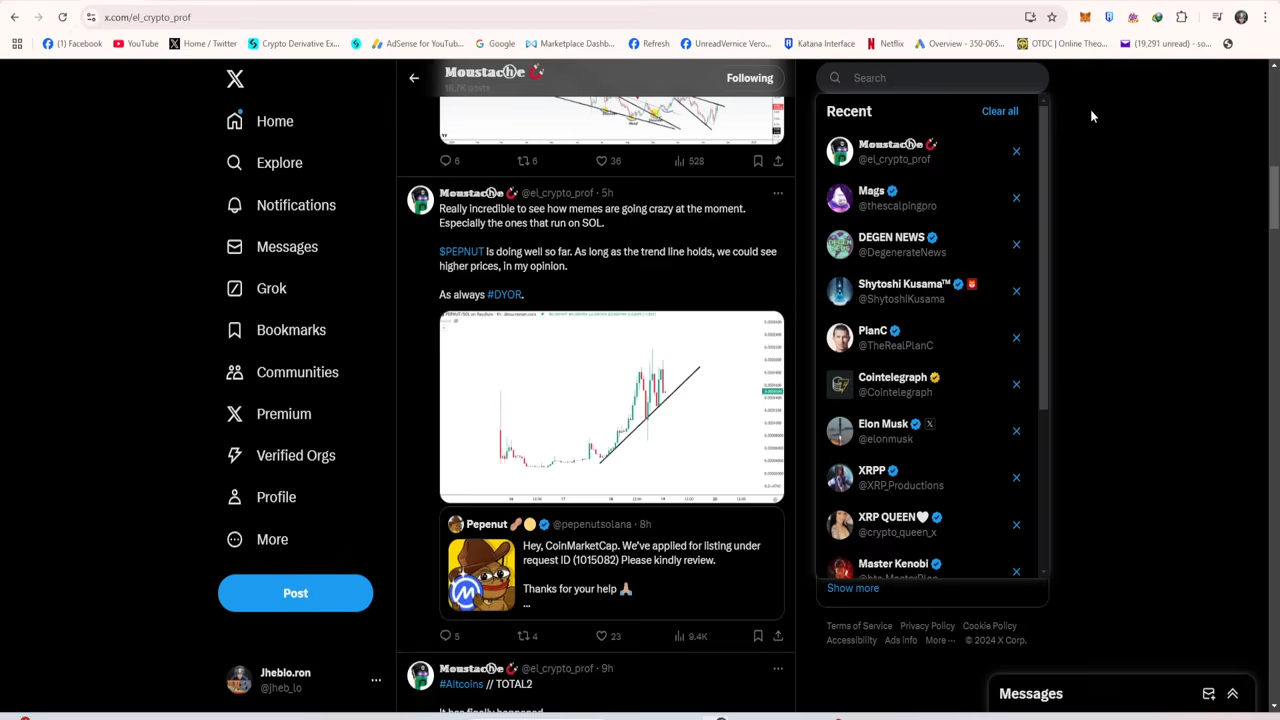 x.com/el_crypto_prof
(1) Facebook
YouTube
Home / Twitter
Crypto Derivative Ex...
AdSense for YouTub...
Google
Marketplace Dashb...
Refresh
UnreadVernice Vero...
Katana Interface
Netflix
Overview - 350-065...
OTDC | Online Theo...
(19,291 unread) - so...
Home
Explore
Notifications
Messages
Grok
Bookmarks
Communities
Premium
Verified Orgs
Profile
More
Post
Jheblo.ron
@jheb_lo
Moustacⓗe
18.7K posts
Following
6 6 36 528
Moustacⓗe @el_crypto_prof · 5h
Really incredible to see how memes are going crazy at the moment.
Especially the ones that run on SOL.
$PEPNUT is doing well so far. As long as the trend line holds, we could see
higher prices, in my opinion.
As always #DYOR.
Pepenut @pepenutsolana · 8h
Hey, CoinMarketCap. We've applied for listing under
request ID (1015082) Please kindly review.
Thanks for your help 🙏🏼
...
5 4 23 9.4K
Moustacⓗe @el_crypto_prof · 9h
#Altcoins // TOTAL2
It has finally happened
Search
Recent
Clear all
Moustacⓗe
@el_crypto_prof
Mags
@thescalpingpro
DEGEN NEWS
@DegenerateNews
Shytoshi Kusama™
@ShytoshiKusama
PlanC
@TheRealPlanC
Cointelegraph
@Cointelegraph
Elon Musk
@elonmusk
XRPP
@XRP_Productions
XRP QUEEN🤍
@crypto_queen_x
Master Kenobi
Show more
Terms of Service Privacy Policy Cookie Policy
Accessibility Ads info More ··· © 2024 X Corp.
Messages